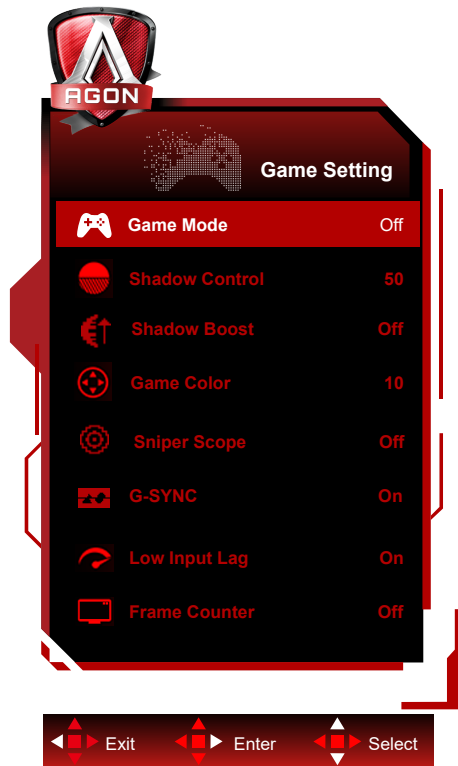 AGON
Game Setting
Game Mode Off
Shadow Control 50
Shadow Boost Off
Game Color 10
Sniper Scope Off
G-SYNC On
Low Input Lag On
Frame Counter Off
Exit Enter Select